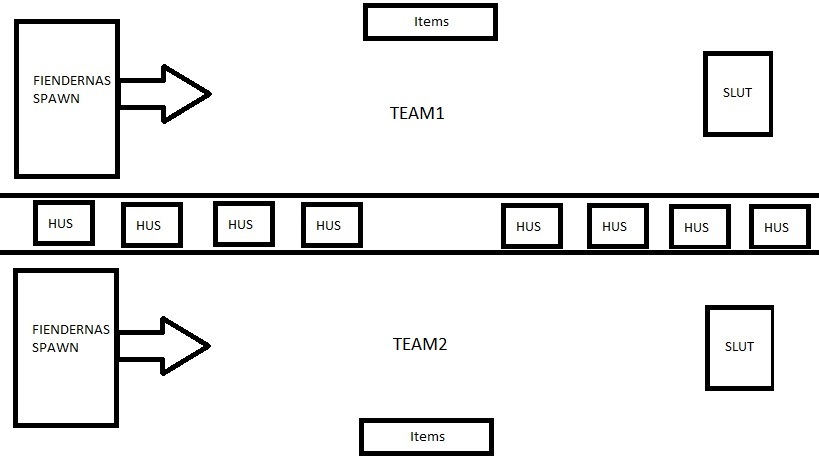 Items
FIENDERNAS
SPAWN
SLUT
TEAM1
HUS HUS HUS HUS HUS HUS HUS HUS
FIENDERNAS
SPAWN
TEAM2
SLUT
Items